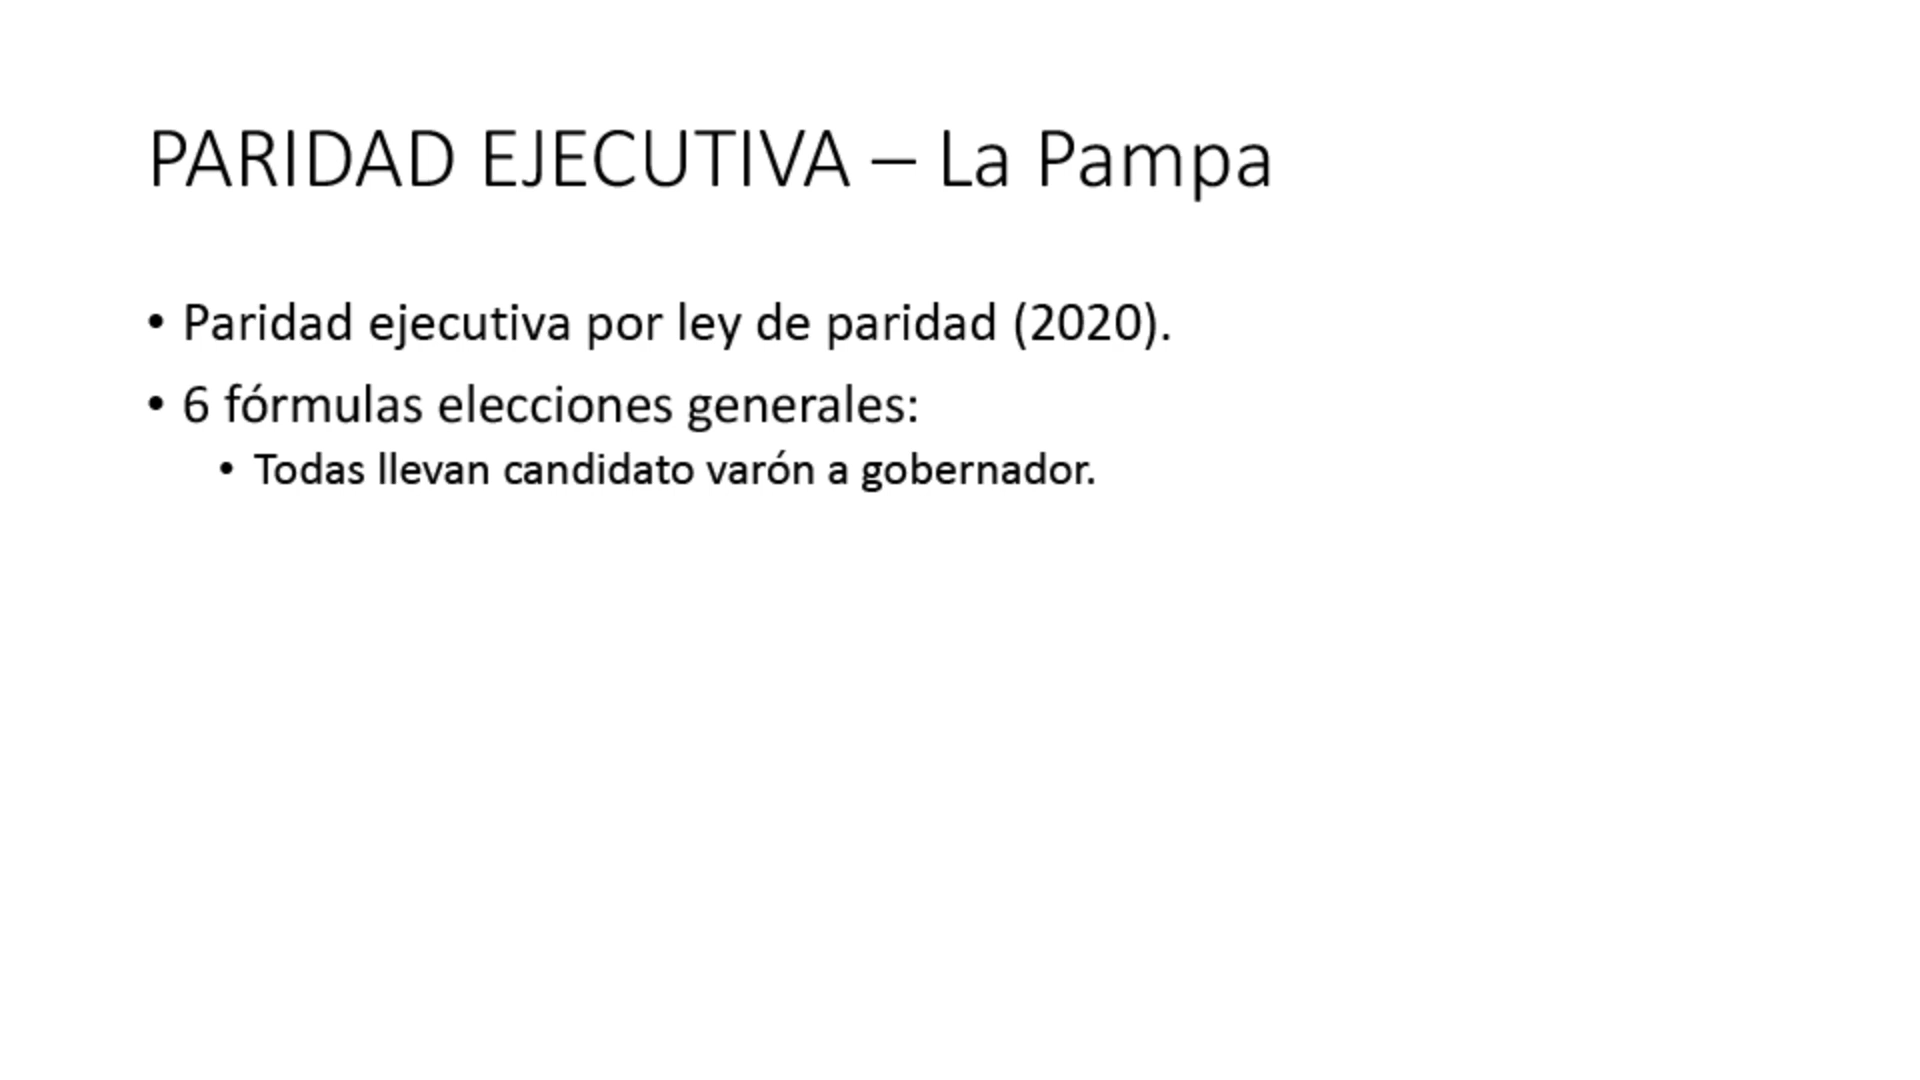 PARIDAD EJECUTIVA – La Pampa
• Paridad ejecutiva por ley de paridad (2020).
• 6 fórmulas elecciones generales:
• Todas llevan candidato varón a gobernador.